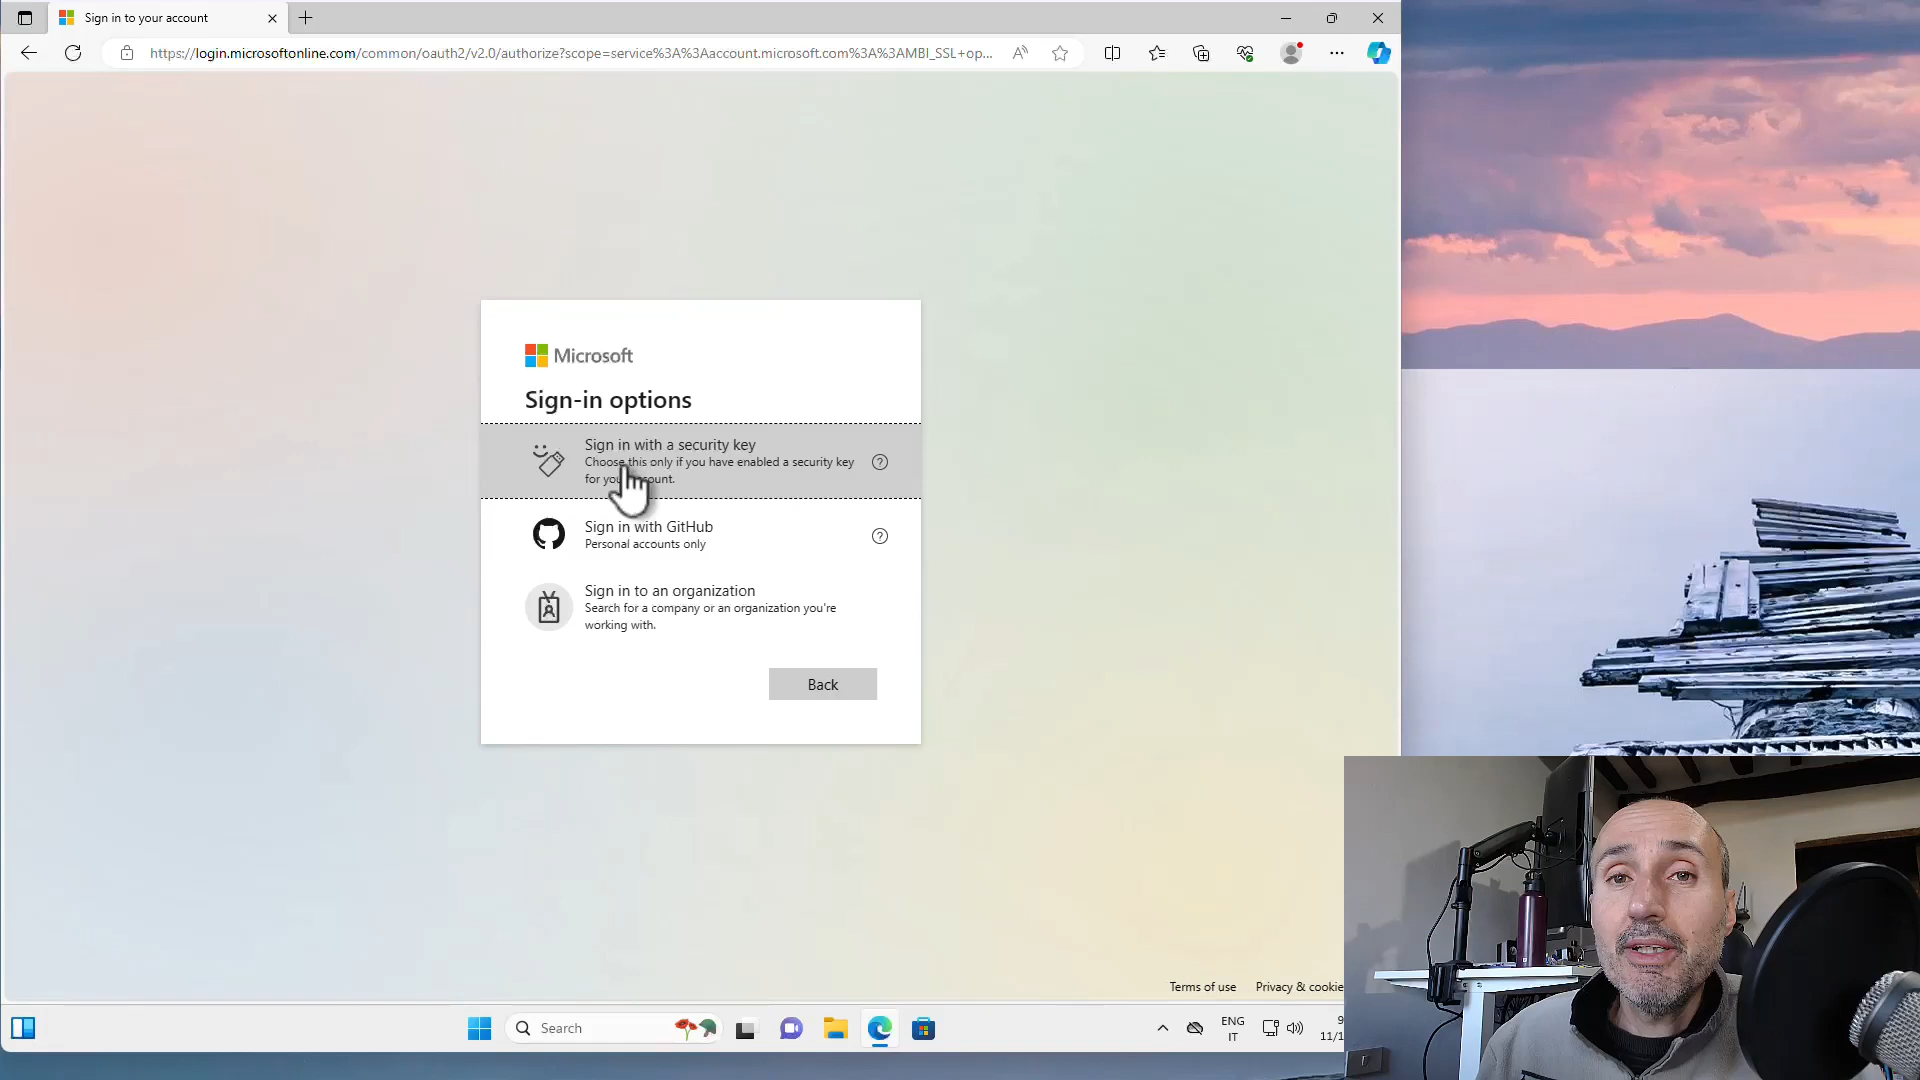 Sign in to your account
https://login.microsoftonline.com/common/oauth2/v2.0/authorize?scope=service%3A%3Aaccount.microsoft.com%3A%3AMBI_SSL+op...
Microsoft
Sign-in options
Sign in with a security key
Choose this only if you have enabled a security key
for account.
Sign in with GitHub
Personal accounts only
Sign in to an organization
Search for a company or an organization you're
working with.
Back
Terms of use Privacy & cookie
Search
ENG
IT
9
11/1